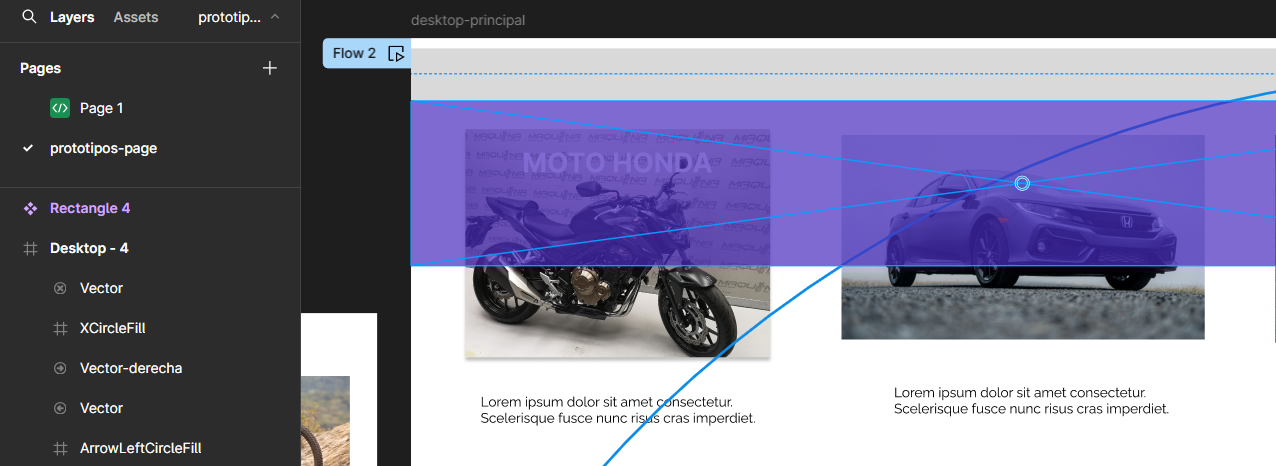 Layers Assets prototip...
desktop-principal
Flow 2
Pages
Page 1
prototipos-page
Rectangle 4
Desktop - 4
Vector
XCircleFill
Vector-derecha
Vector
ArrowLeftCircleFill
MOTO HONDA
Lorem ipsum dolor sit amet consectetur.
Scelerisque fusce nunc risus cras imperdiet.
Lorem ipsum dolor sit amet consectetur.
Scelerisque fusce nunc risus cras imperdiet.